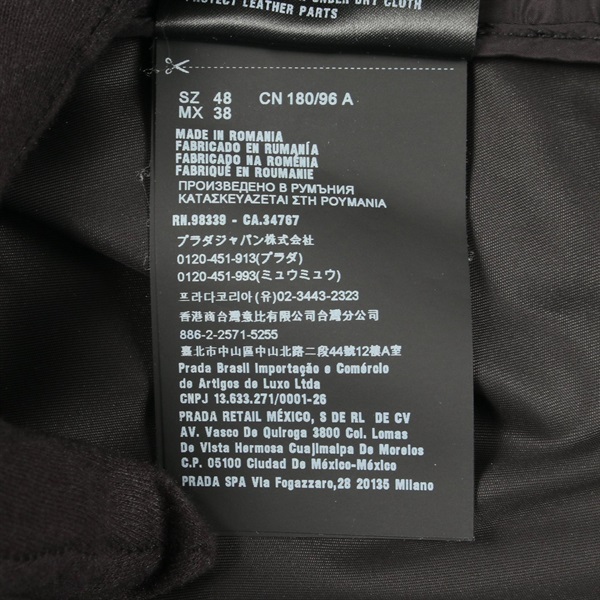 UNDER DRY CLOTH
PROTECT LEATHER PARTS
SZ 48 CN 180/96 A
MX 38
MADE IN ROMANIA
FABRICADO EN RUMANÍA
FABRICADO NA ROMÉNIA
FABRIQUÉ EN ROUMANIE
ПРОИЗВЕДЕНО В РУМЪНИЯ
ΚΑΤΑΣΚΕΥΑΖΕΤΑΙ ΣΤΗ ΡΟΥΜΑΝΙΑ
RN.98339 - CA.34767
プラダジャパン株式会社
0120-451-913(プラダ)
0120-451-993(ミュウミュウ)
프라다코리아(유)02-3443-2323
香港商台灣意比有限公司台灣分公司
886-2-2571-5255
臺北市中山區中山北路二段44號12樓A室
Prada Brasil Importação e Comércio
de Artigos de Luxo Ltda
CNPJ 13.633.271/0001-26
PRADA RETAIL MÉXICO, S DE RL DE CV
AV. Vasco De Quiroga 3800 Col. Lomas
De Vista Hermosa Cuajimalpa De Morelos
C.P. 05100 Ciudad De México-México
PRADA SPA Via Fogazzaro,28 20135 Milano